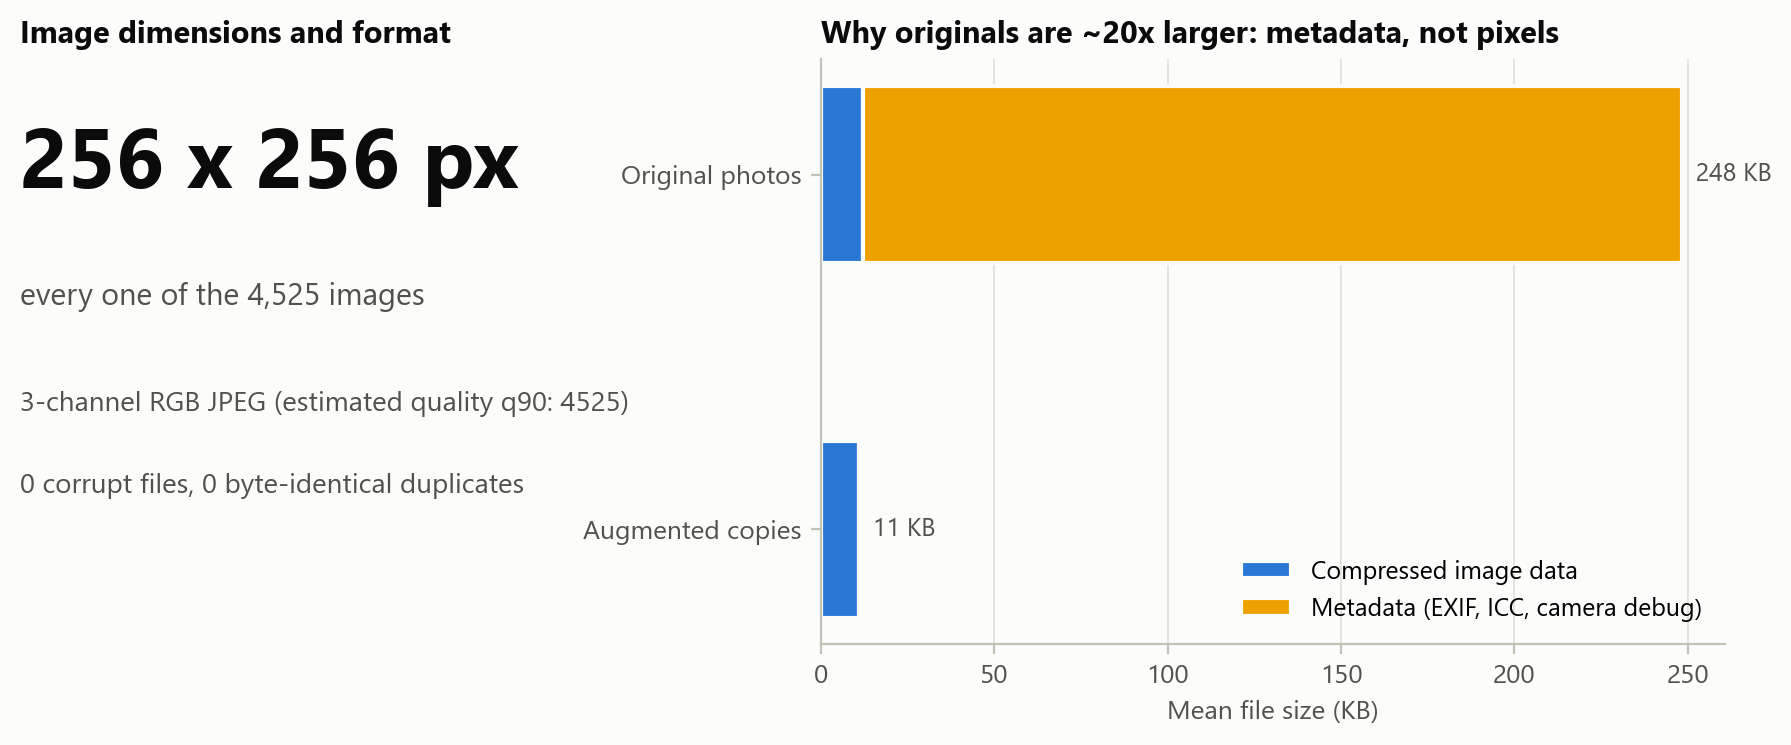 Image dimensions and format
256 x 256 px
every one of the 4,525 images
3-channel RGB JPEG (estimated quality q90: 4525)
0 corrupt files, 0 byte-identical duplicates
Why originals are ~20x larger: metadata, not pixels
Original photos
248 KB
Augmented copies
11 KB
Compressed image data
Metadata (EXIF, ICC, camera debug)
0 50 100 150 200 250
Mean file size (KB)